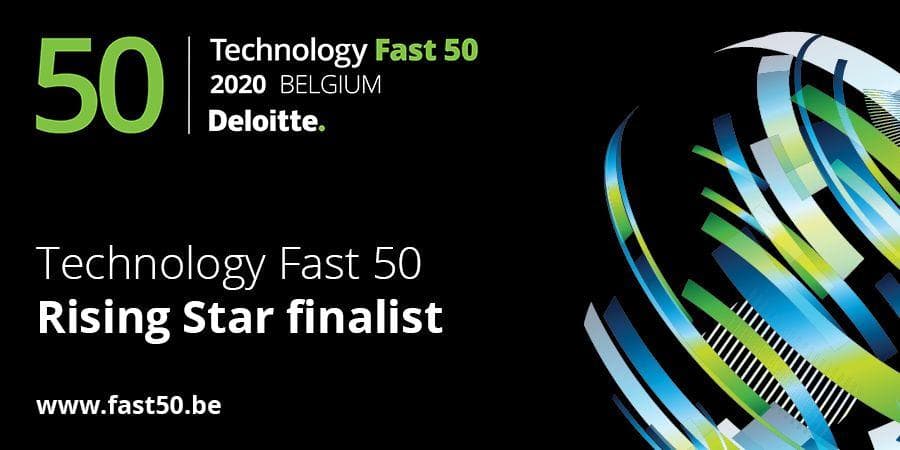 50
Technology Fast 50
2020 BELGIUM
Deloitte.
Technology Fast 50
Rising Star finalist
www.fast50.be